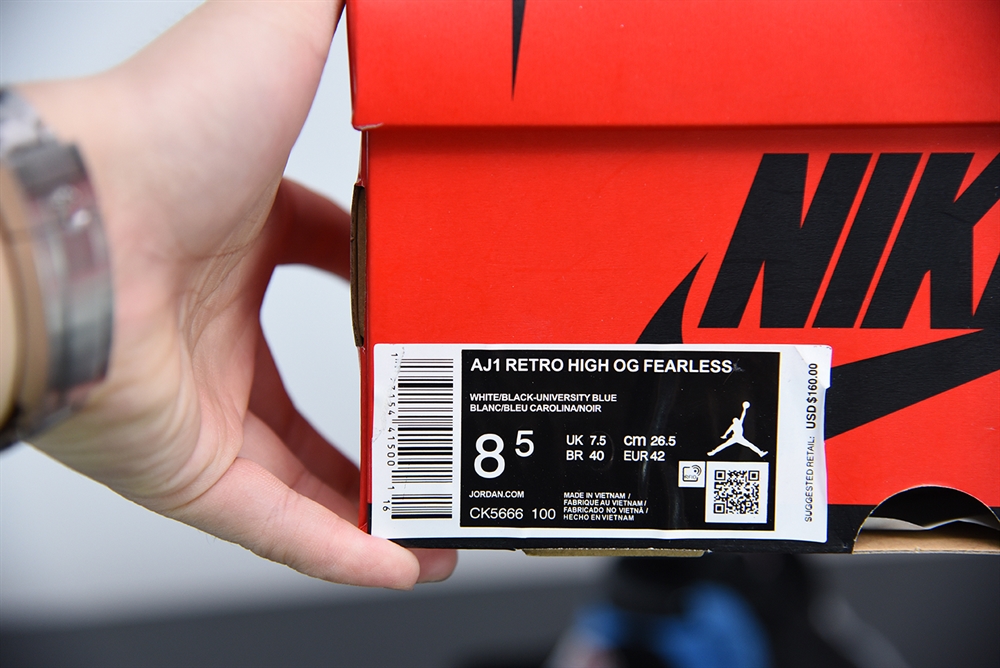 NIK
AJ1 RETRO HIGH OG FEARLESS
WHITE/BLACK-UNIVERSITY BLUE
BLANC/BLEU CAROLINA/NOIR
8 5
UK 7.5 cm 26.5
BR 40 EUR 42
JORDAN.COM
CK5666 100
MADE IN VIETNAM /
FABRIQUE AU VIETNAM /
FABRICADO NO VIETNÃ /
HECHO EN VIETNAM
SUGGESTED RETAIL: USD $160.00